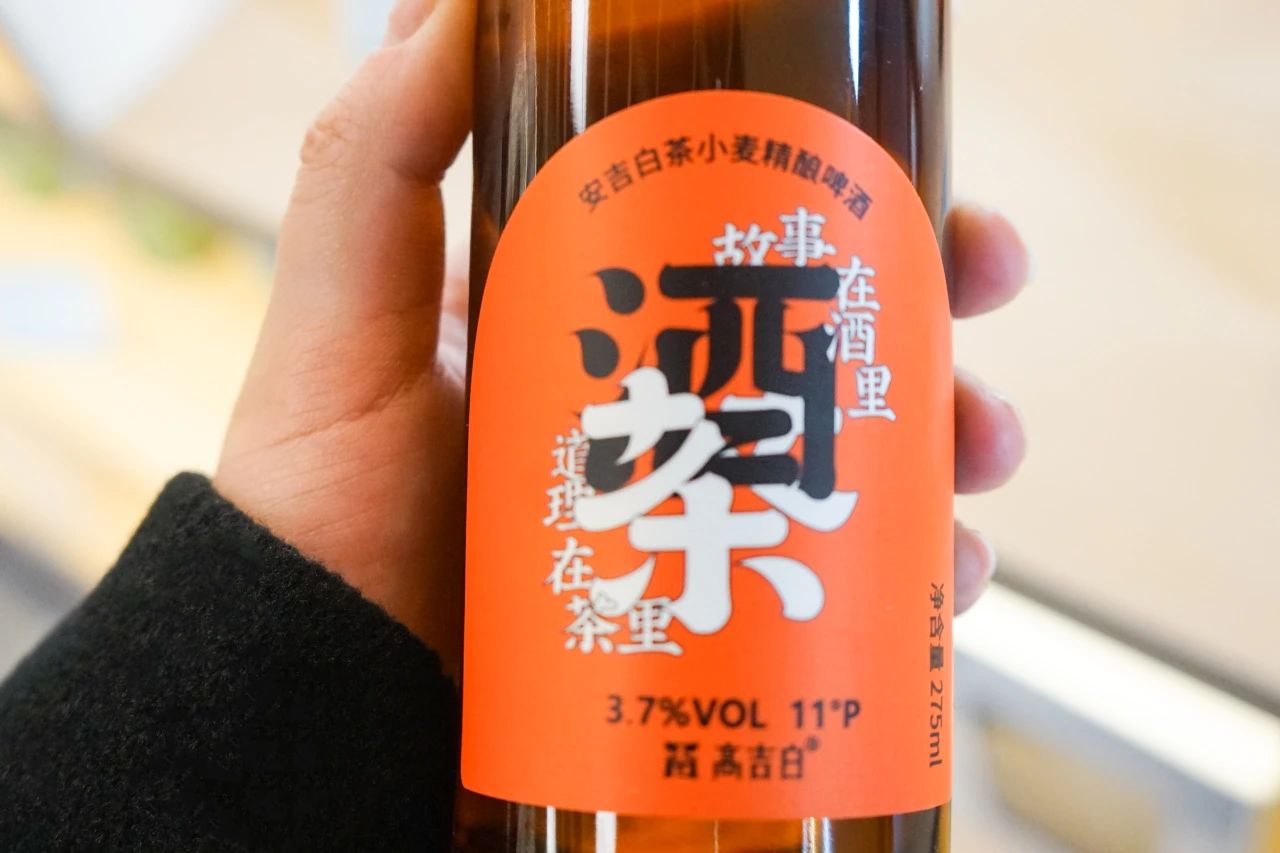 安吉白茶小麦精酿啤酒
故事在酒里
酒
茶
道理在茶里
3.7%VOL 11°P
高吉白®
净含量 275ml